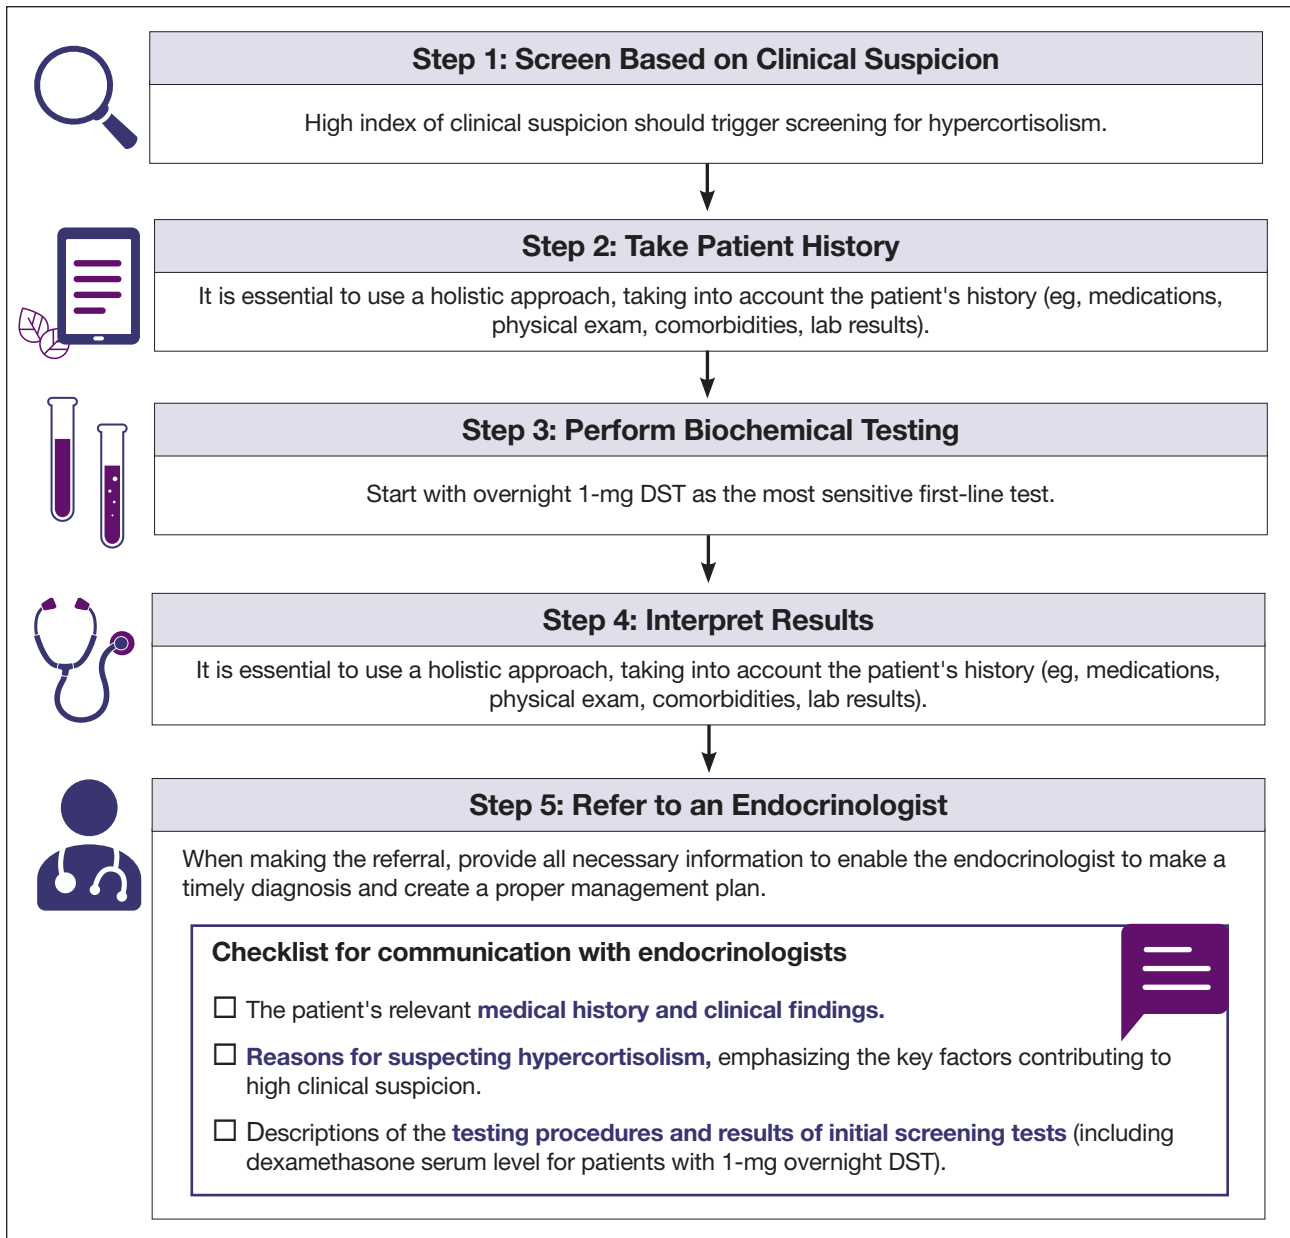 Step 1: Screen Based on Clinical Suspicion
High index of clinical suspicion should trigger screening for hypercortisolism.
Step 2: Take Patient History
It is essential to use a holistic approach, taking into account the patient's history (eg, medications,
physical exam, comorbidities, lab results).
Step 3: Perform Biochemical Testing
Start with overnight 1-mg DST as the most sensitive first-line test.
Step 4: Interpret Results
It is essential to use a holistic approach, taking into account the patient's history (eg, medications,
physical exam, comorbidities, lab results).
Step 5: Refer to an Endocrinologist
When making the referral, provide all necessary information to enable the endocrinologist to make a
timely diagnosis and create a proper management plan.
Checklist for communication with endocrinologists
☐ The patient's relevant medical history and clinical findings.
☐ Reasons for suspecting hypercortisolism, emphasizing the key factors contributing to
high clinical suspicion.
☐ Descriptions of the testing procedures and results of initial screening tests (including
dexamethasone serum level for patients with 1-mg overnight DST).